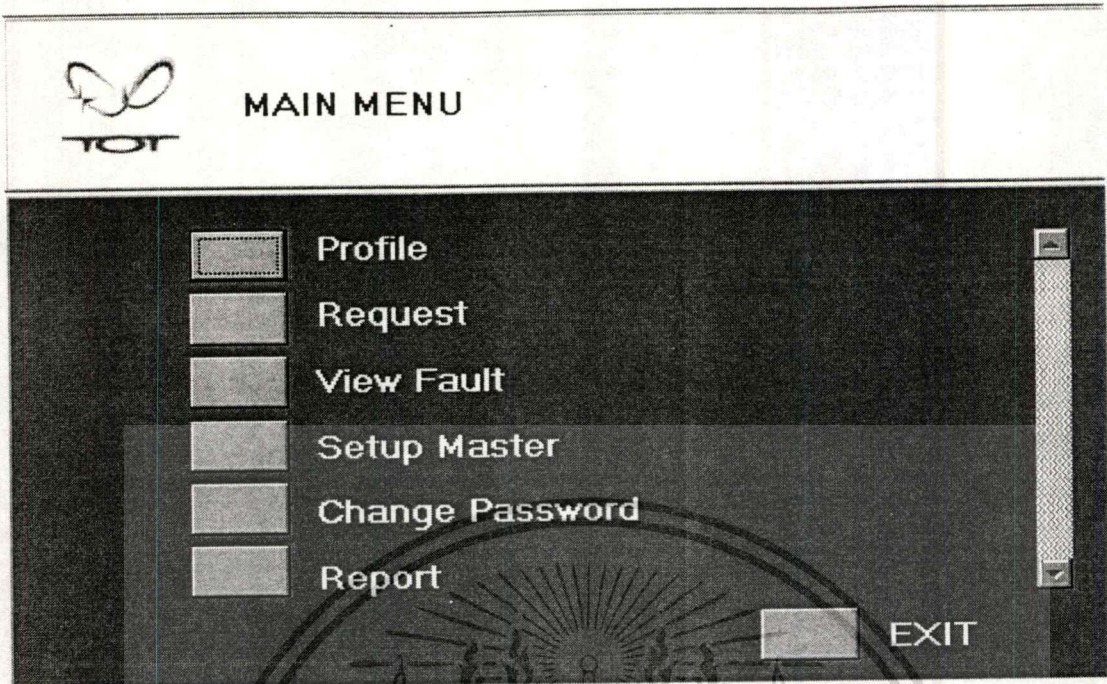 TOT
MAIN MENU
Profile
Request
View Fault
Setup Master
Change Password
Report
EXIT